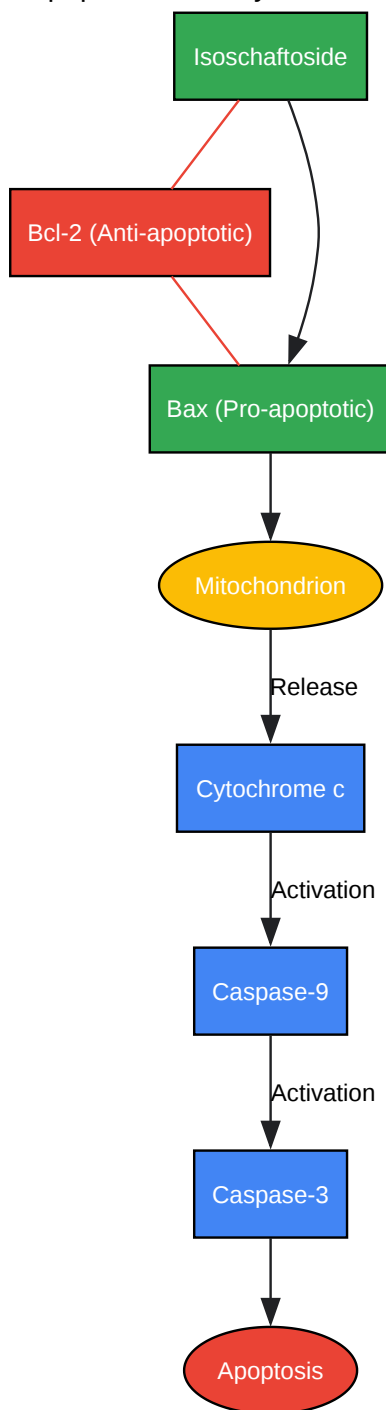 Isoschaftoside
Bcl-2 (Anti-apoptotic)
Bax (Pro-apoptotic)
Mitochondrion
Release
Cytochrome c
Activation
Caspase-9
Activation
Caspase-3
Apoptosis